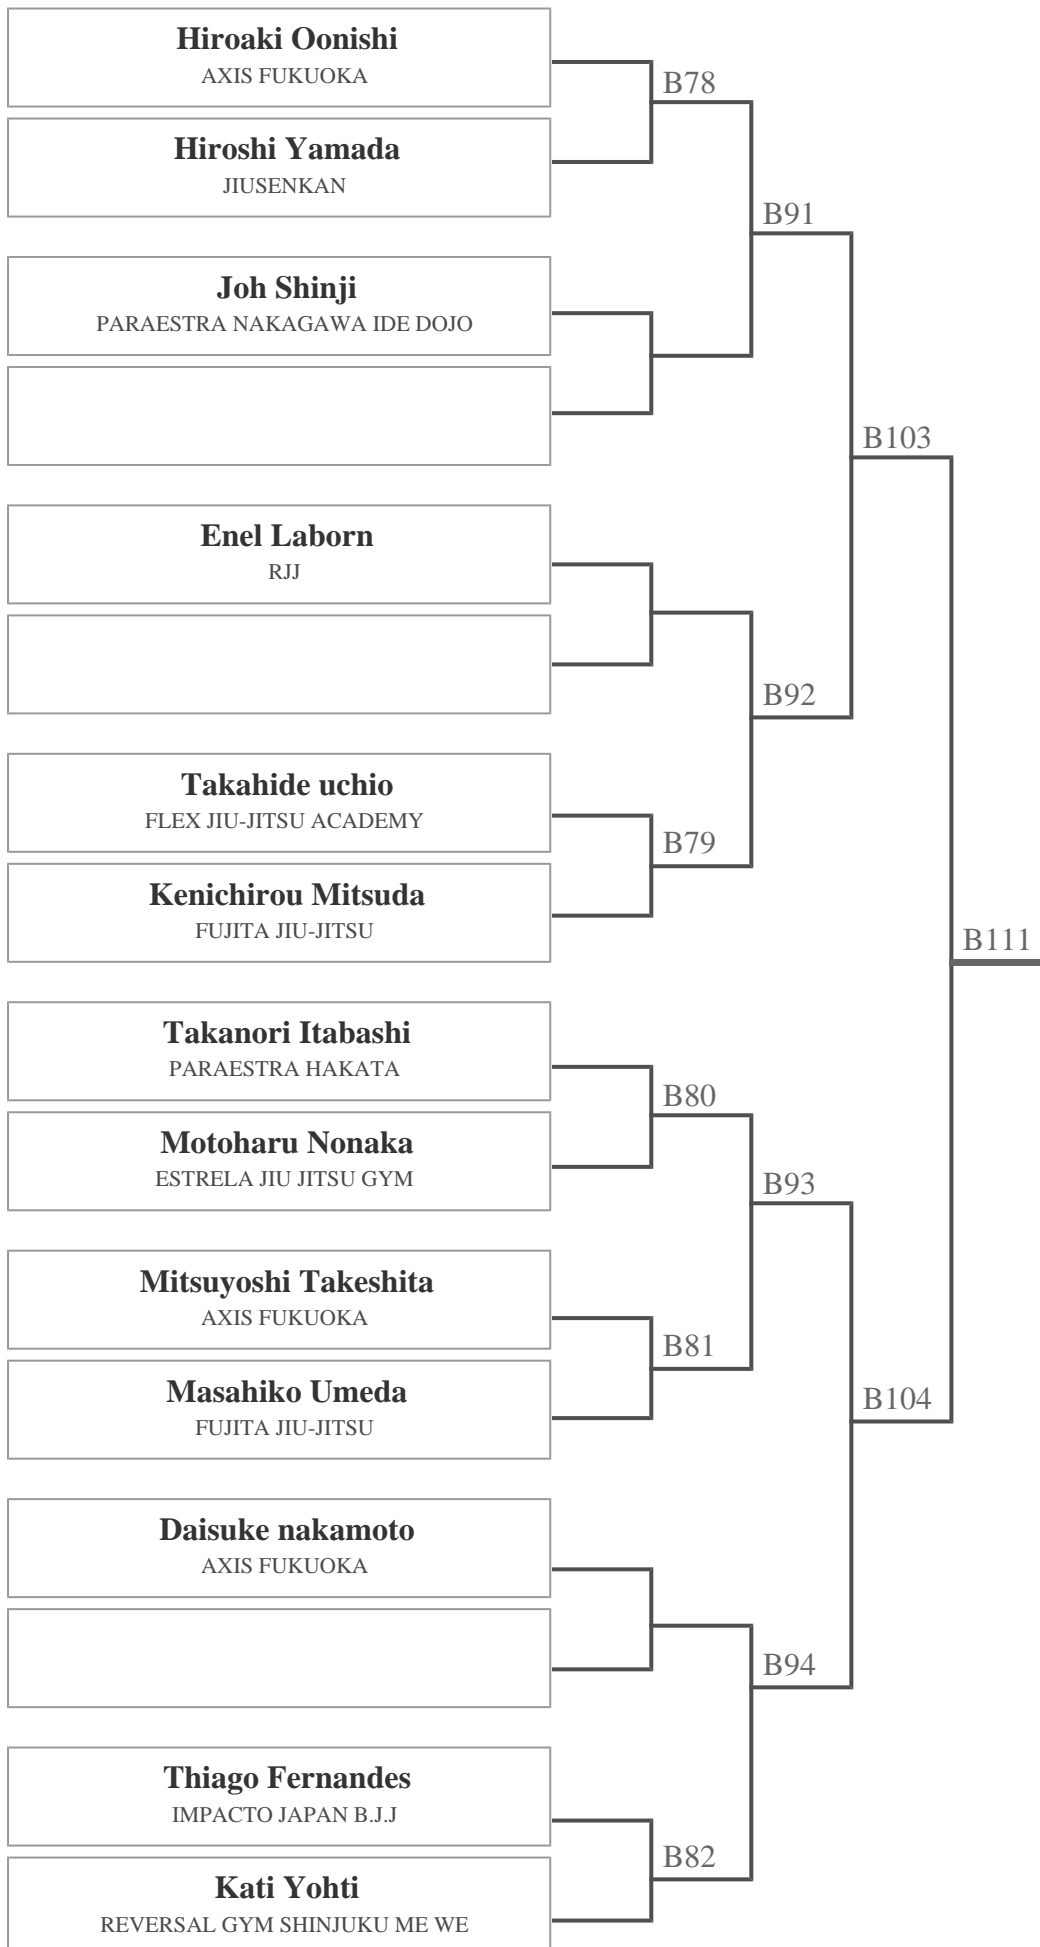 Hiroaki Oonishi
AXIS FUKUOKA
B78
Hiroshi Yamada
JIUSENKAN
B91
Joh Shinji
PARAESTRA NAKAGAWA IDE DOJO
B103
Enel Laborn
RJJ
B92
Takahide uchio
FLEX JIU-JITSU ACADEMY
B79
Kenichirou Mitsuda
FUJITA JIU-JITSU
B111
Takanori Itabashi
PARAESTRA HAKATA
B80
Motoharu Nonaka
ESTRELA JIU JITSU GYM
B93
Mitsuyoshi Takeshita
AXIS FUKUOKA
B81
Masahiko Umeda
FUJITA JIU-JITSU
B104
Daisuke nakamoto
AXIS FUKUOKA
B94
Thiago Fernandes
IMPACTO JAPAN B.J.J
B82
Kati Yohti
REVERSAL GYM SHINJUKU ME WE